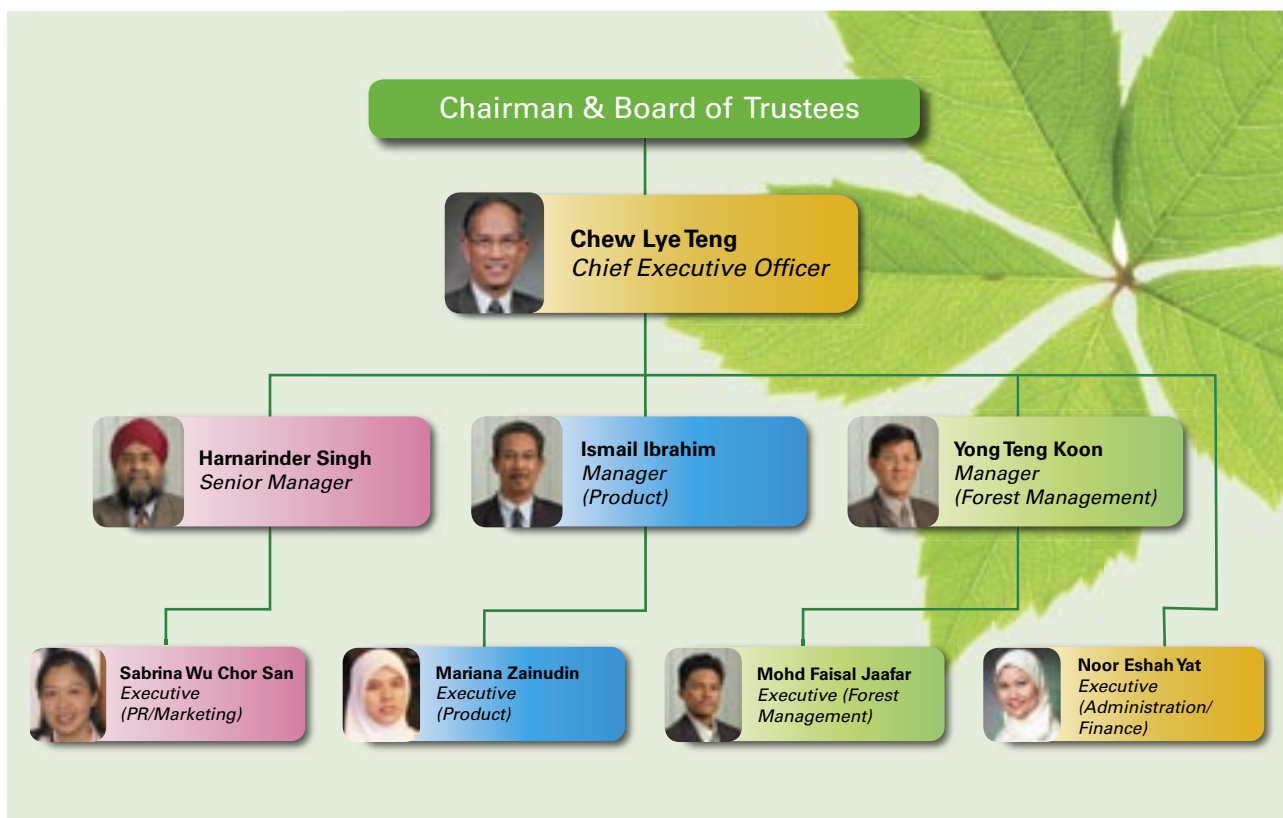 Chairman & Board of Trustees
Chew Lye Teng
Chief Executive Officer
Harnarinder Singh
Senior Manager
Ismail Ibrahim
Manager
(Product)
Yong Teng Koon
Manager
(Forest Management)
Sabrina Wu Chor San
Executive
(PR/Marketing)
Mariana Zainudin
Executive
(Product)
Mohd Faisal Jaafar
Executive (Forest
Management)
Noor Eshah Yat
Executive
(Administration/
Finance)